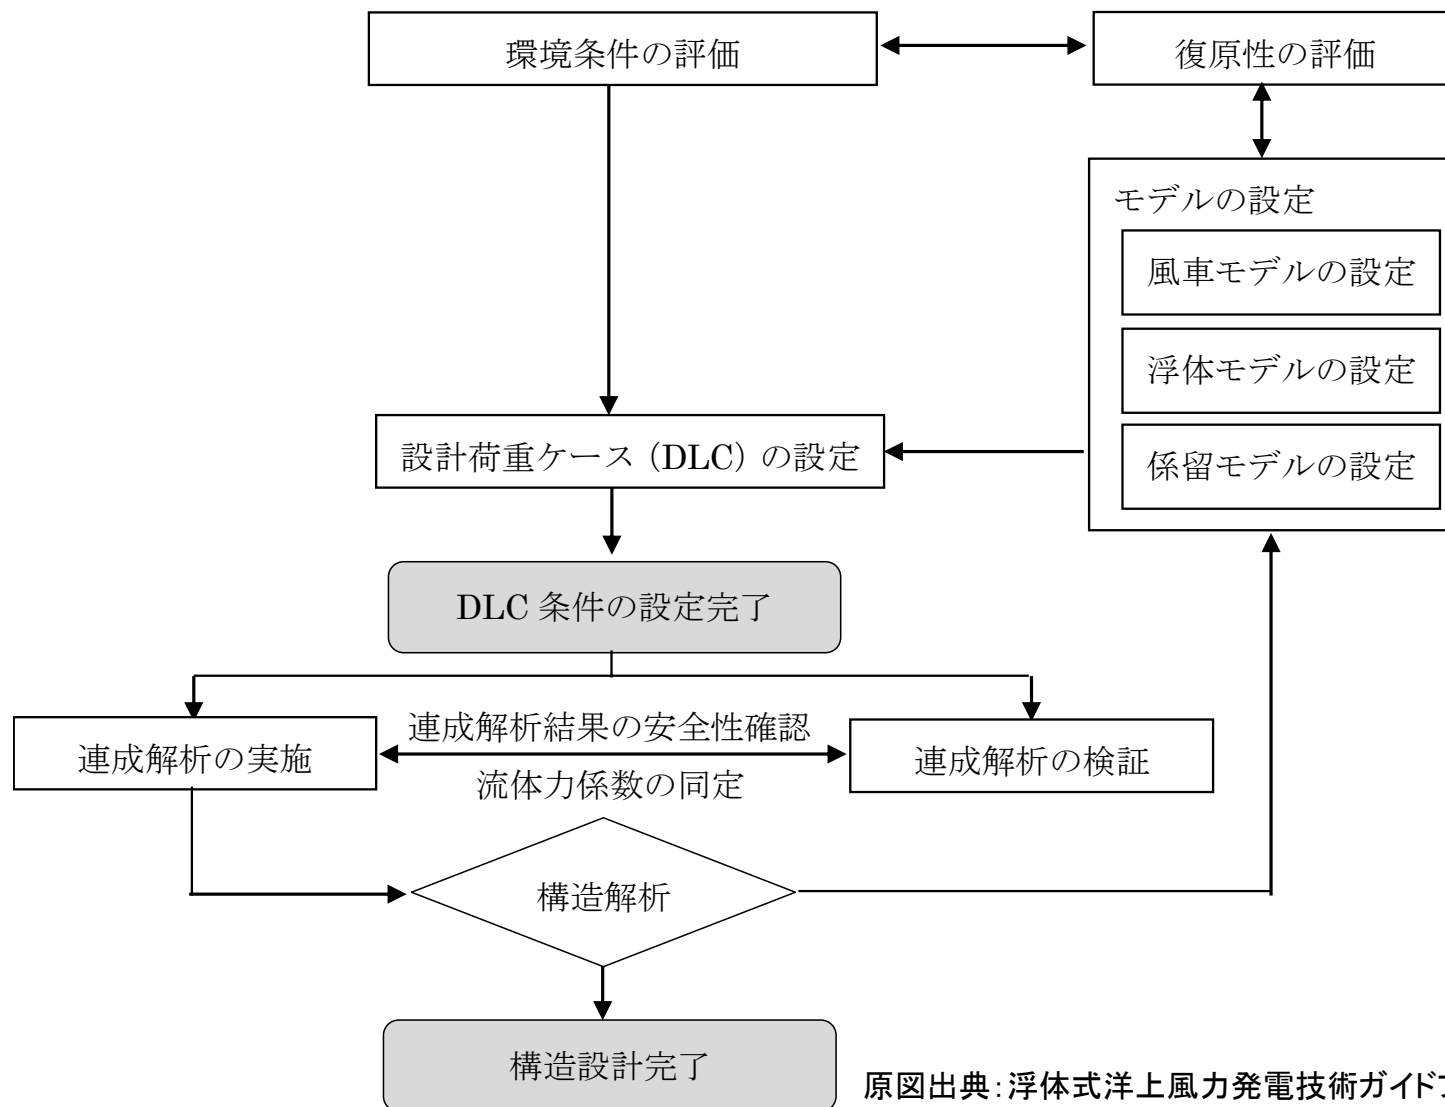 環境条件の評価
復原性の評価
モデルの設定
風車モデルの設定
浮体モデルの設定
係留モデルの設定
設計荷重ケース（DLC）の設定
DLC 条件の設定完了
連成解析の実施
連成解析結果の安全性確認
流体力係数の同定
連成解析の検証
構造解析
構造設計完了
原図出典：浮体式洋上風力発電技術ガイド